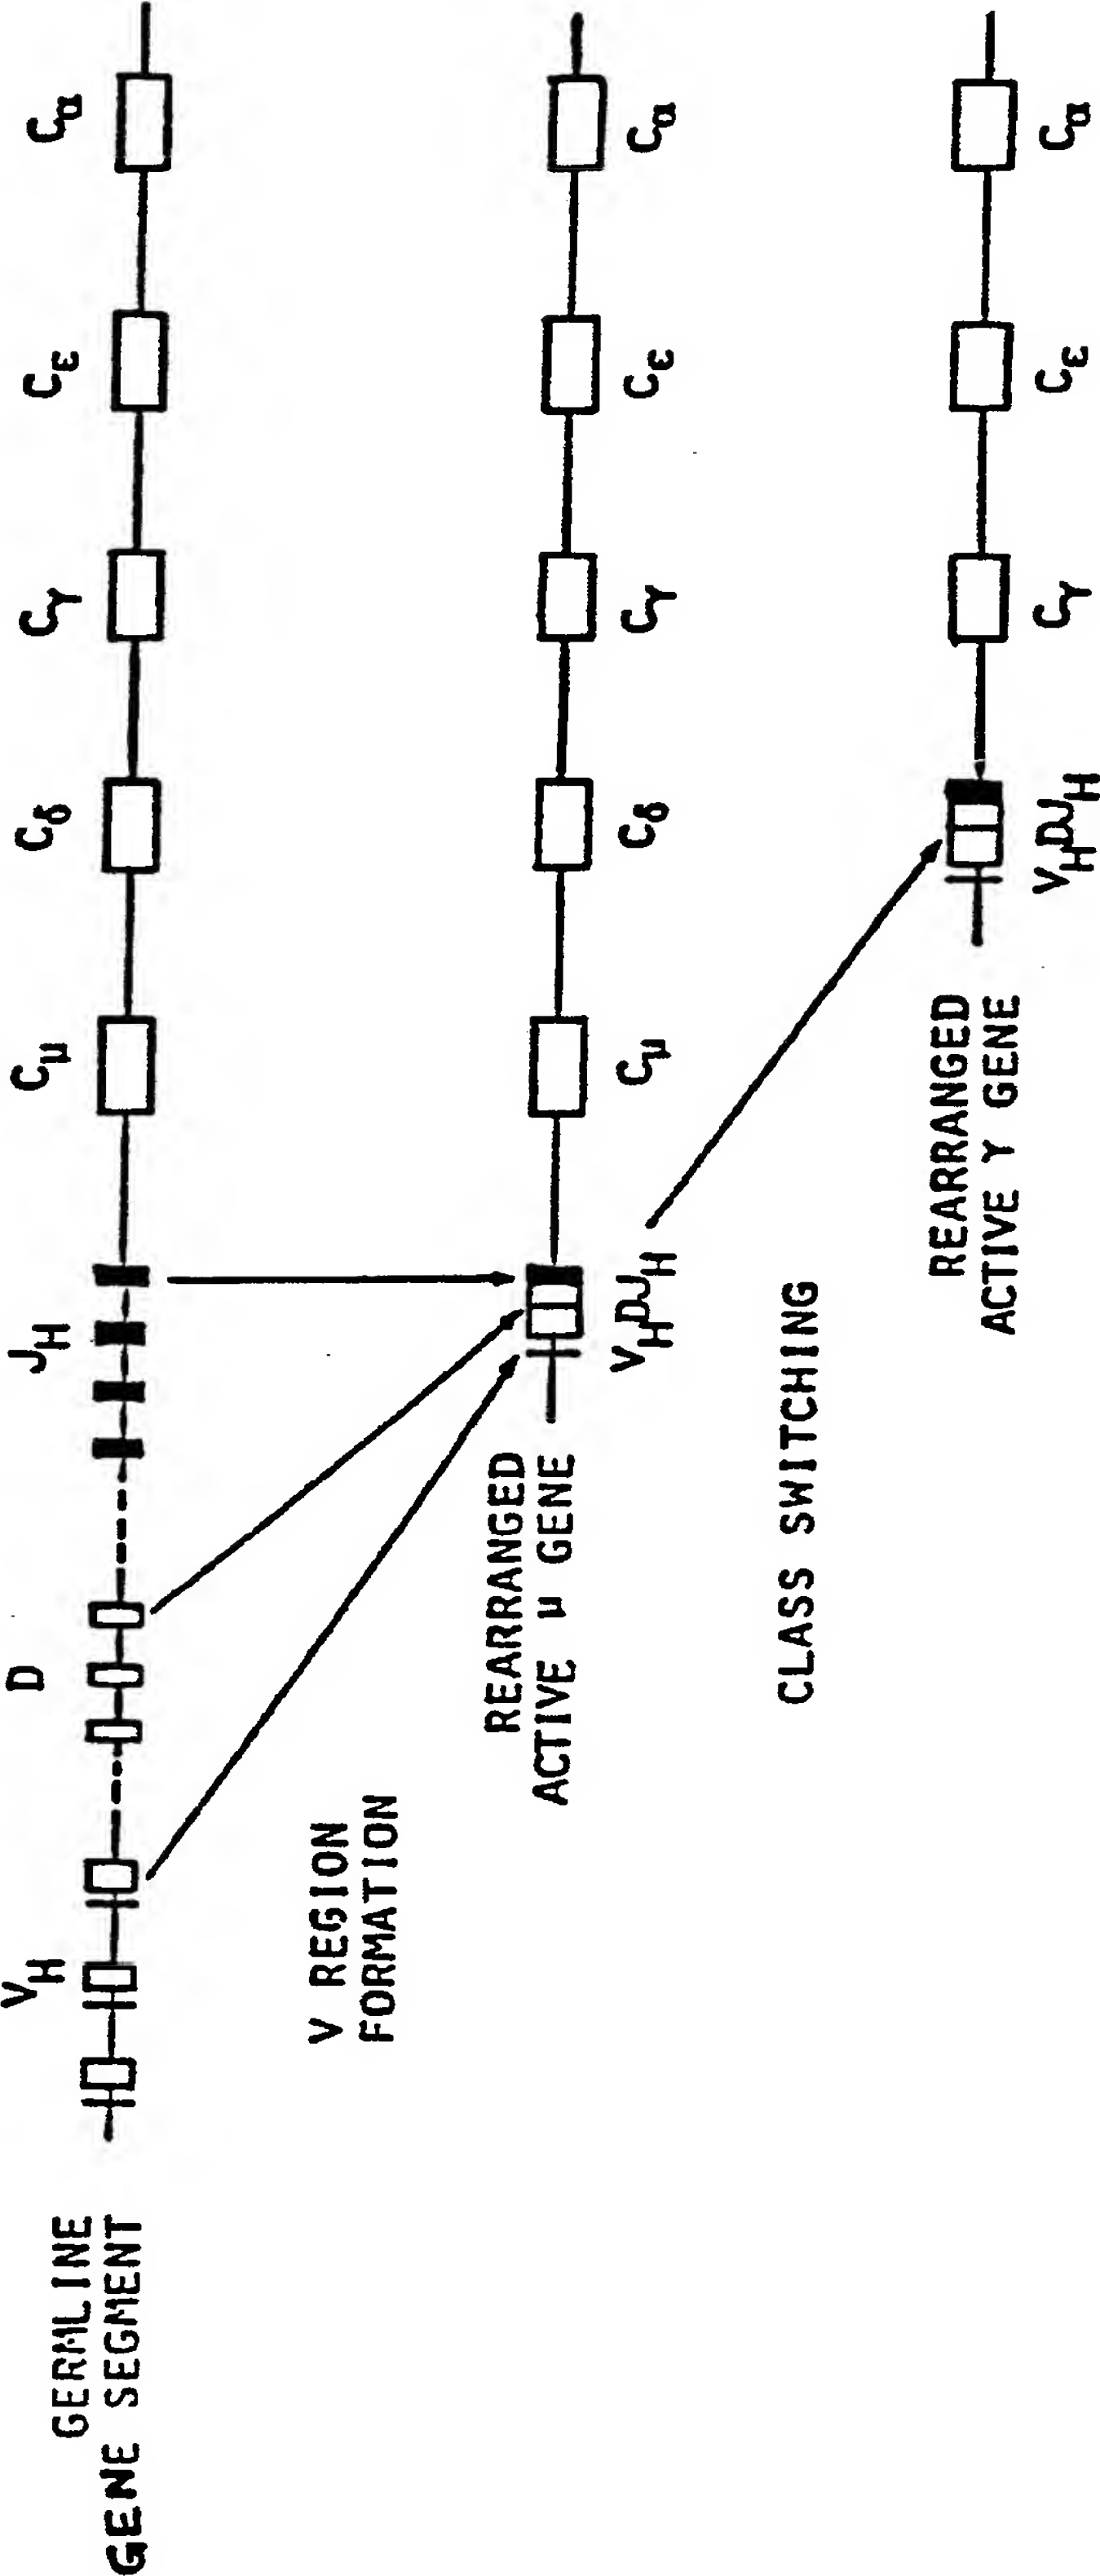 V_H D J_H C_μ C_δ C_γ C_ε C_α
GERMLINE
GENE SEGMENT
V REGION
FORMATION
REARRANGED
ACTIVE μ GENE
V_HDJ_H C_μ C_δ C_γ C_ε C_α
CLASS SWITCHING
REARRANGED
ACTIVE γ GENE
V_HDJ_H C_γ C_ε C_α